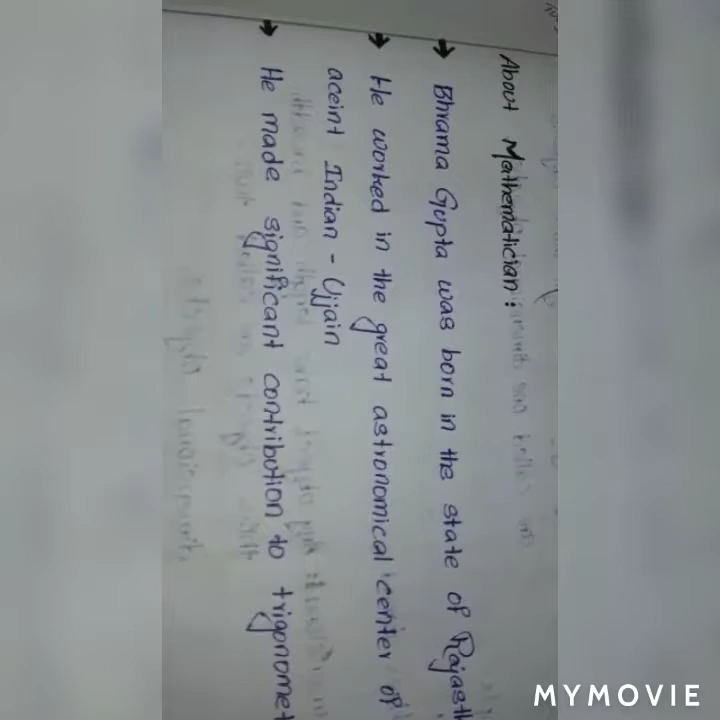 About Mathematician:
→ Bhrama Gupta was born in the state of
→ He worked in the great astronomical center of
aceint Indian - Ujjain
→ He made significant contribution to
MYMOVIE